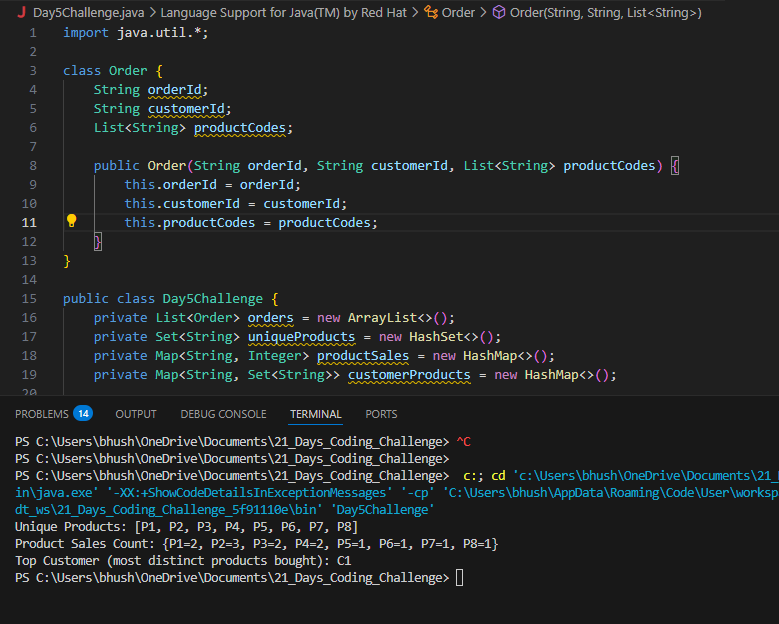 Day5Challenge.java > Language Support for Java(TM) by Red Hat > Order > Order(String, String, List<String>)
1 import java.util.*;
2
3 class Order {
4 String orderId;
5 String customerId;
6 List<String> productCodes;
7
8 public Order(String orderId, String customerId, List<String> productCodes) {
9 this.orderId = orderId;
10 this.customerId = customerId;
11 this.productCodes = productCodes;
12 }
13 }
14
15 public class Day5Challenge {
16 private List<Order> orders = new ArrayList<>();
17 private Set<String> uniqueProducts = new HashSet<>();
18 private Map<String, Integer> productSales = new HashMap<>();
19 private Map<String, Set<String>> customerProducts = new HashMap<>();
20
PROBLEMS 14 OUTPUT DEBUG CONSOLE TERMINAL PORTS
PS C:\Users\bhush\OneDrive\Documents\21_Days_Coding_Challenge> ^C
PS C:\Users\bhush\OneDrive\Documents\21_Days_Coding_Challenge>
PS C:\Users\bhush\OneDrive\Documents\21_Days_Coding_Challenge> c:; cd 'c:\Users\bhush\OneDrive\Documents\21_
in\java.exe' '-XX:+ShowCodeDetailsInExceptionMessages' '-cp' 'C:\Users\bhush\AppData\Roaming\Code\User\worksp
dt_ws\21_Days_Coding_Challenge_5f91110e\bin' 'Day5Challenge'
Unique Products: [P1, P2, P3, P4, P5, P6, P7, P8]
Product Sales Count: {P1=2, P2=3, P3=2, P4=2, P5=1, P6=1, P7=1, P8=1}
Top Customer (most distinct products bought): C1
PS C:\Users\bhush\OneDrive\Documents\21_Days_Coding_Challenge>